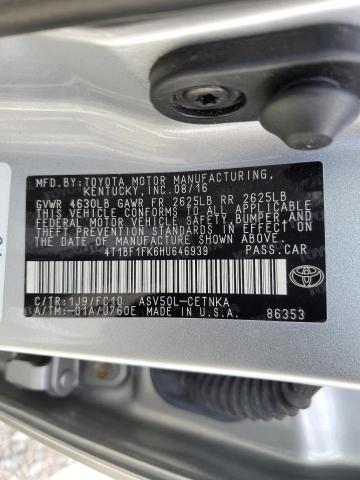 MFD.BY:TOYOTA MOTOR MANUFACTURING,
KENTUCKY, INC.08/16
GVWR 4630LB GAWR FR 2625LB RR 2625LB
THIS VEHICLE CONFORMS TO ALL APPLICABLE
FEDERAL MOTOR VEHICLE SAFETY, BUMPER, AND
THEFT PREVENTION STANDARDS IN EFFECT ON
THE DATE OF MANUFACTURE SHOWN ABOVE.
4T1BF1FK6HU646939 PASS.CAR
C/TR:1J9/FC10 ASV50L-CETNKA
A/TM:-01A/U760E MADE IN U.S.A. 86353